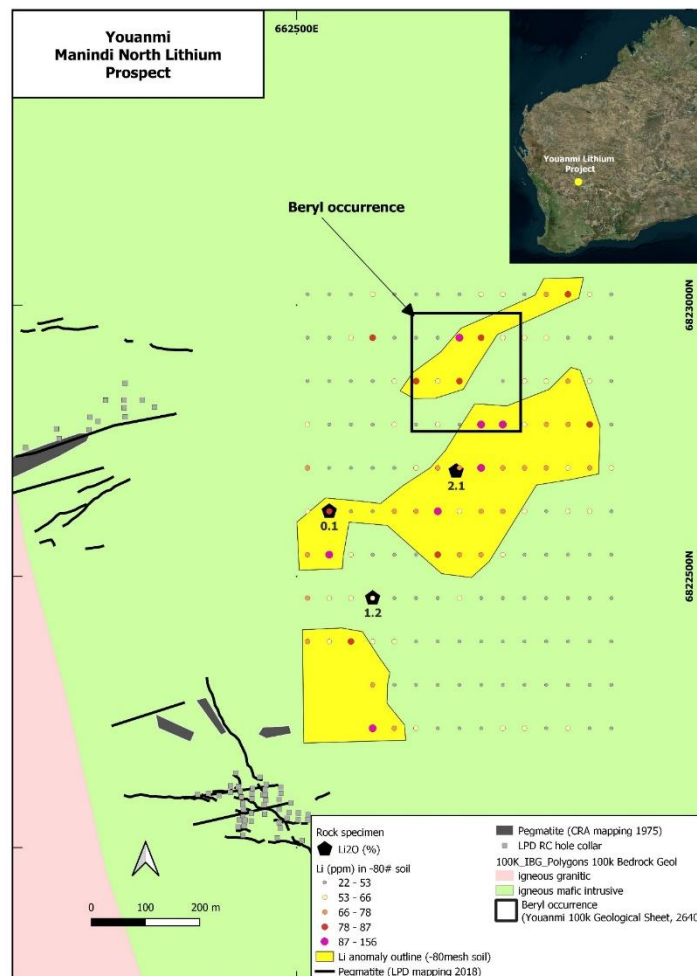 Youanmi
Manindi North Lithium
Prospect
662500E
Youanmi Lithium
Project
Beryl occurrence
6823000N
2.1
0.1
6822500N
1.2
Rock specimen
Li2O (%)
Li (ppm) in -80# soil
22 - 53
53 - 66
66 - 78
78 - 87
87 - 156
Li anomaly outline (-80mesh soil)
Pegmatite (LPD mapping 2018)
Pegmatite (CRA mapping 1975)
LPD RC hole collar
100K_IBG_Polygons 100k Bedrock Geol
igneous granitic
igneous mafic intrusive
Beryl occurrence
(Youanmi 100k Geological Sheet, 2640
0 100 200 m